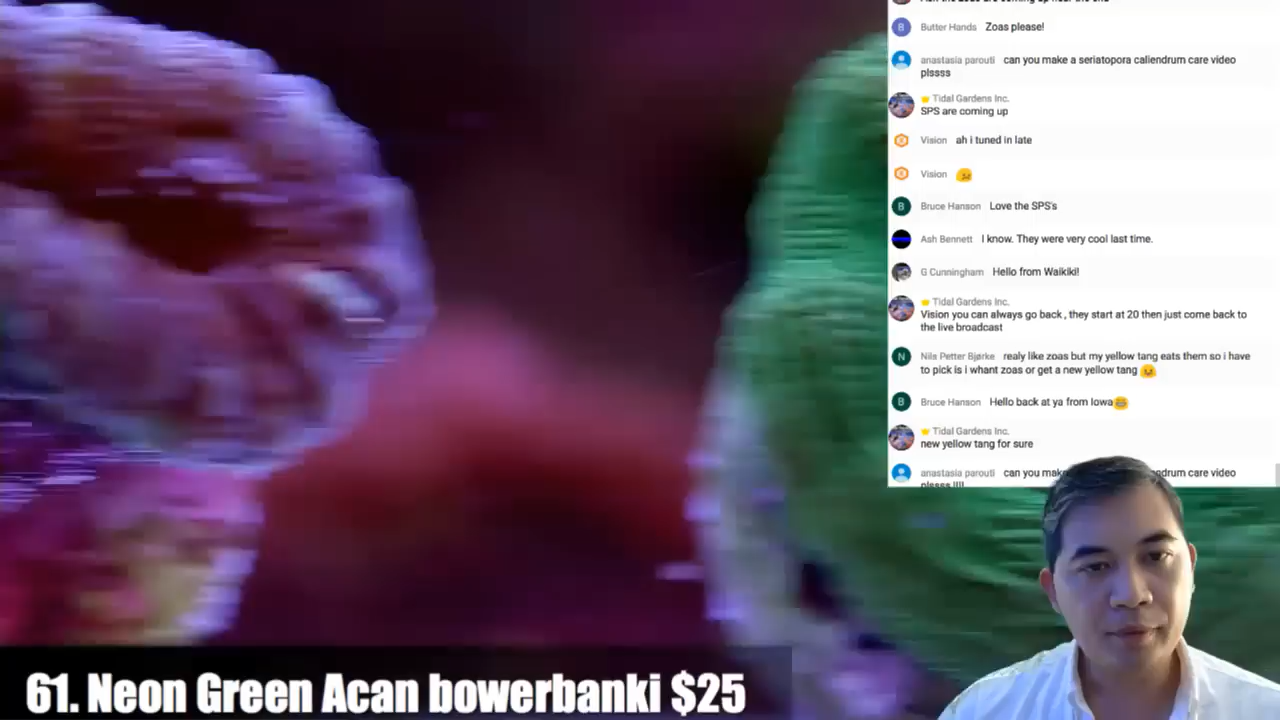 B Butter Hands Zoas please!
anastasia parouti can you make a seriatopora caliendrum care video
plssss
Tidal Gardens Inc.
SPS are coming up
Vision ah i tuned in late
Vision
B Bruce Hanson Love the SPS's
Ash Bennett I know. They were very cool last time.
G Cunningham Hello from Waikiki!
Tidal Gardens Inc.
Vision you can always go back , they start at 20 then just come back to
the live broadcast
N Nils Petter Bjørke realy like zoas but my yellow tang eats them so i have
to pick is i whant zoas or get a new yellow tang
B Bruce Hanson Hello back at ya from Iowa
Tidal Gardens Inc.
new yellow tang for sure
anastasia parouti can you care video
61. Neon Green Acan bowerbanki $25